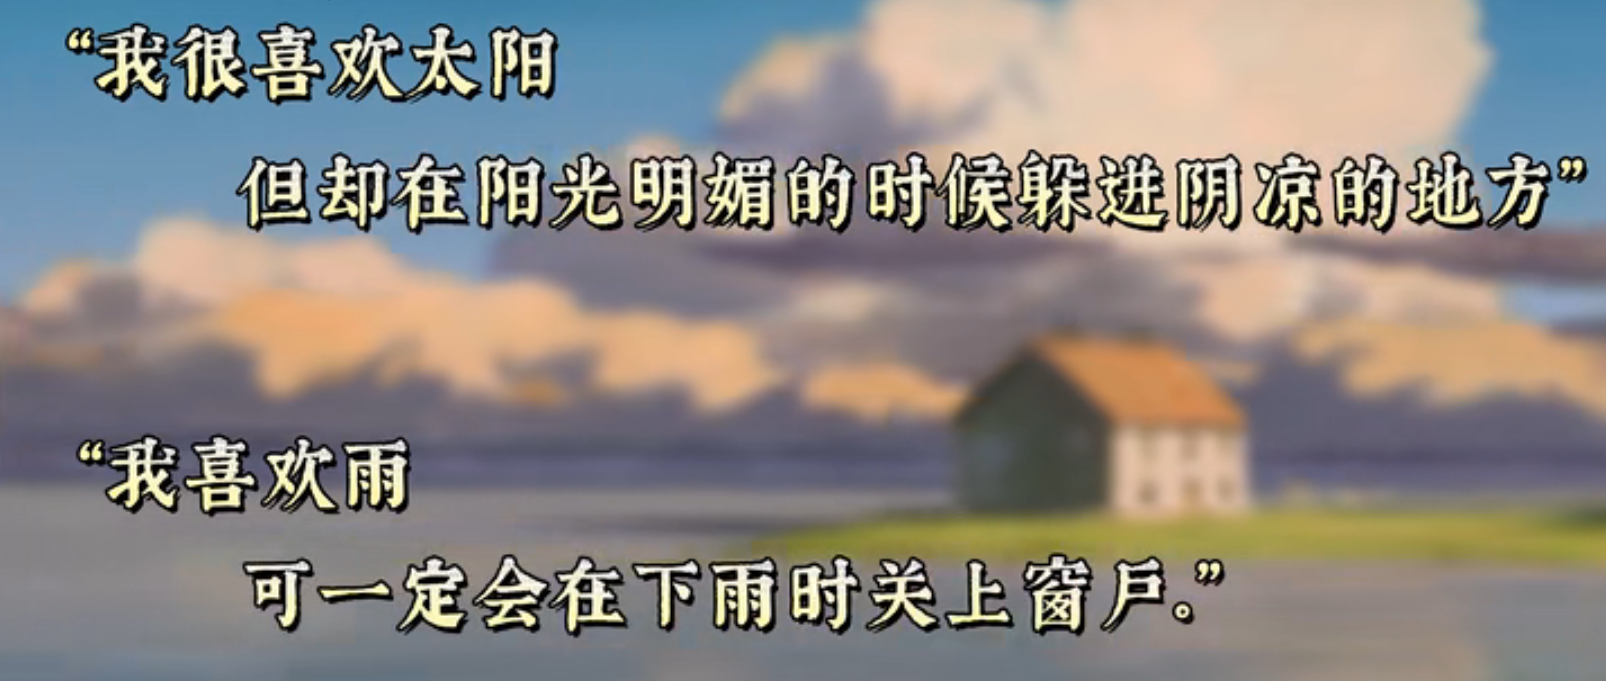 “我很喜欢太阳
但却在阳光明媚的时候躲进阴凉的地方”
“我喜欢雨
可一定会在下雨时关上窗户。”